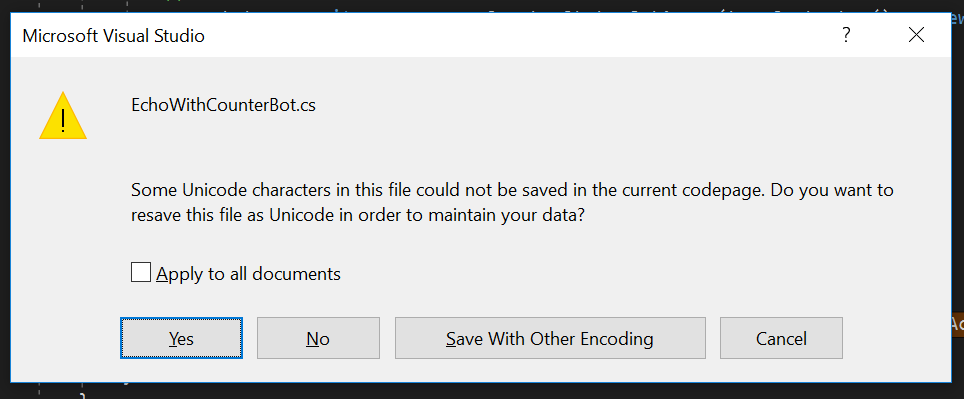 Microsoft Visual Studio
?
EchoWithCounterBot.cs
!
Some Unicode characters in this file could not be saved in the current codepage. Do you want to
resave this file as Unicode in order to maintain your data?
Apply to all documents
Yes No Save With Other Encoding Cancel